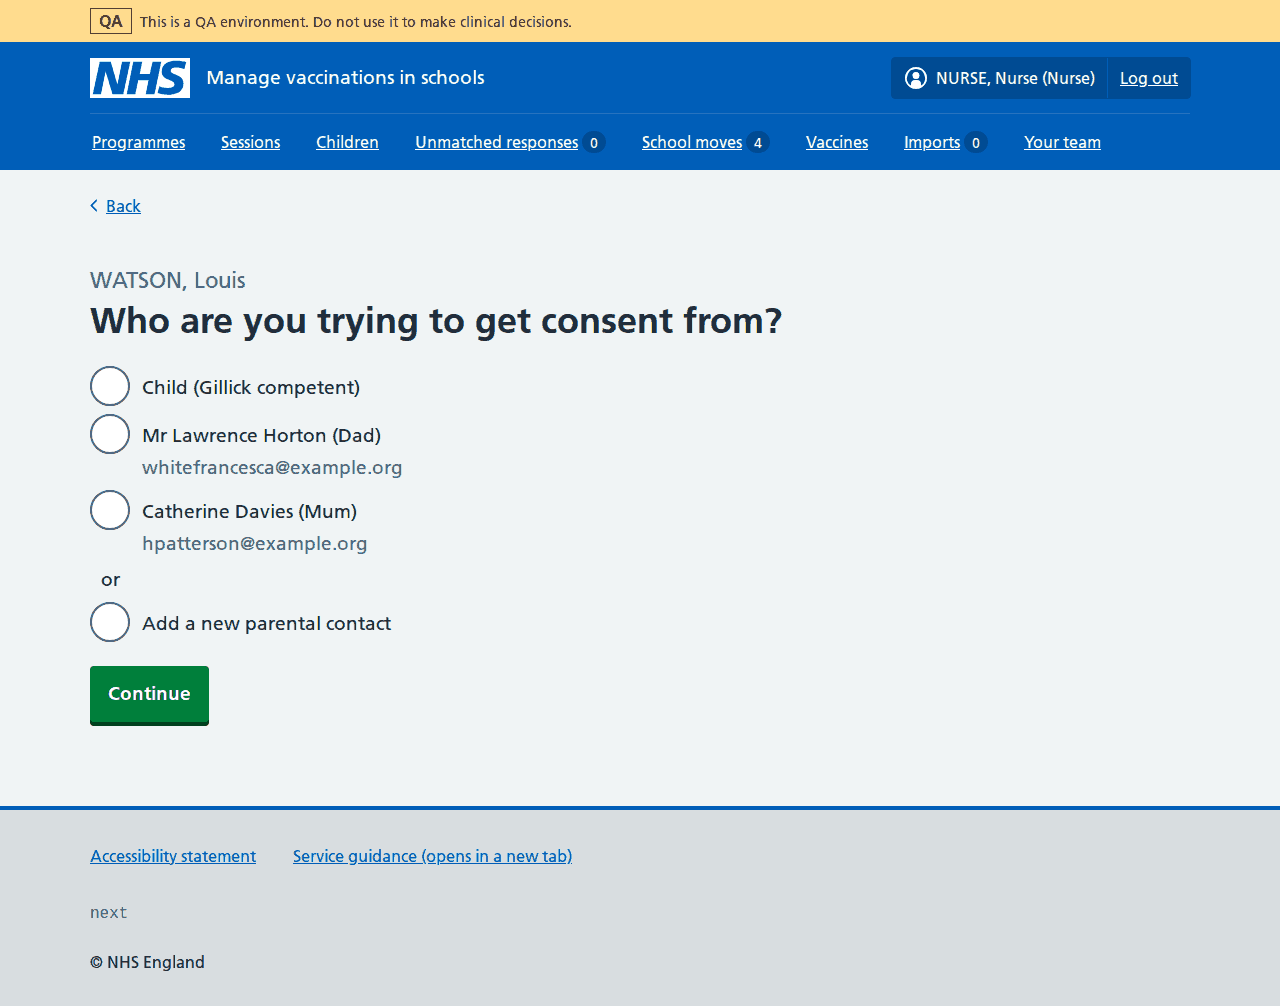 QA This is a QA environment. Do not use it to make clinical decisions.
NHS Manage vaccinations in schools NURSE, Nurse (Nurse) Log out
Programmes Sessions Children Unmatched responses 0 School moves 4 Vaccines Imports 0 Your team
Back
WATSON, Louis
Who are you trying to get consent from?
Child (Gillick competent)
Mr Lawrence Horton (Dad)
whitefrancesca@example.org
Catherine Davies (Mum)
hpatterson@example.org
or
Add a new parental contact
Continue
Accessibility statement Service guidance (opens in a new tab)
next
© NHS England